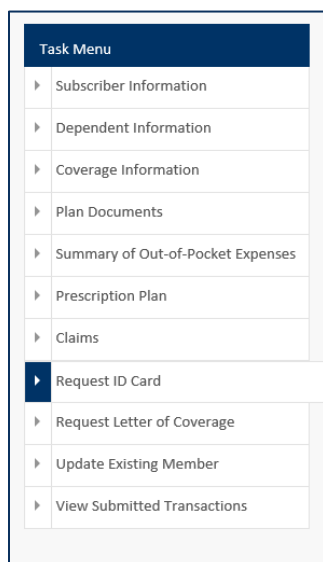 Task Menu
Subscriber Information
Dependent Information
Coverage Information
Plan Documents
Summary of Out-of-Pocket Expenses
Prescription Plan
Claims
Request ID Card
Request Letter of Coverage
Update Existing Member
View Submitted Transactions